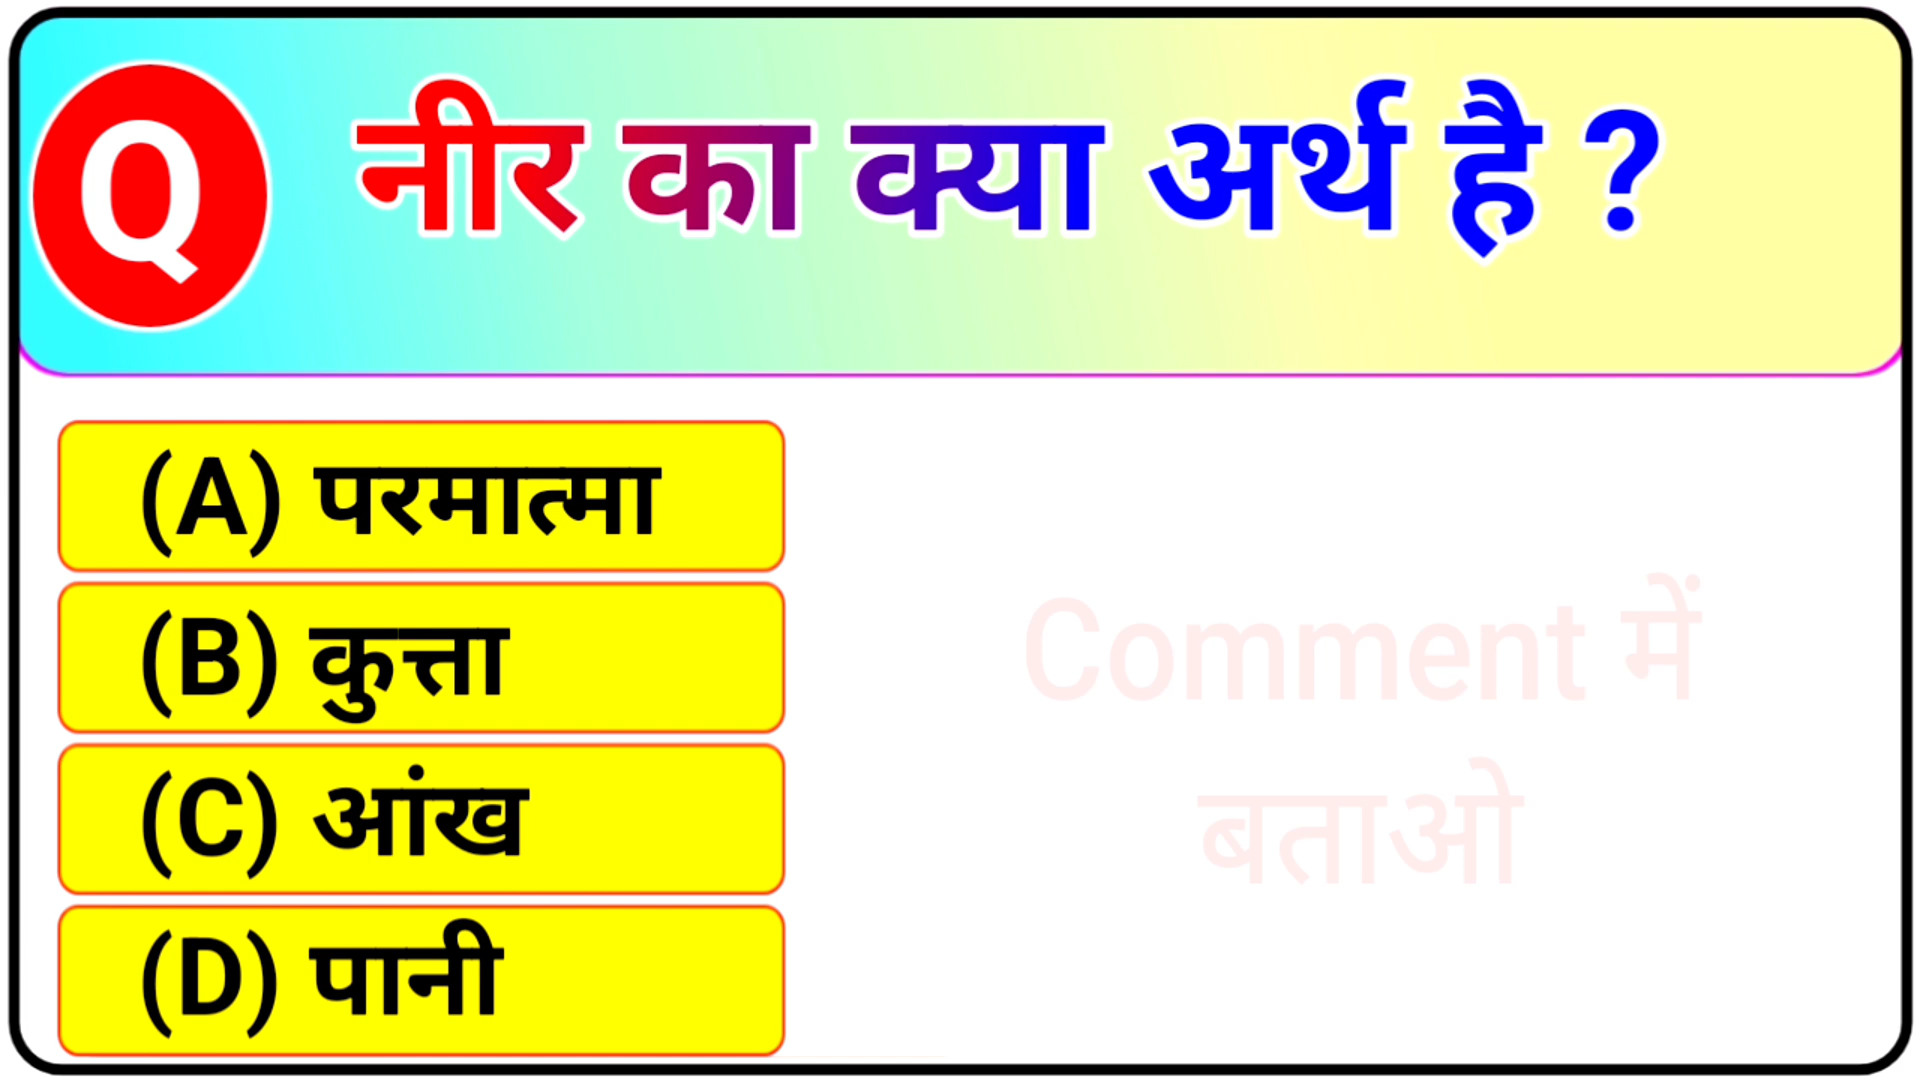 Q
नीर का क्या अर्थ है ?
(A) परमात्मा
(B) कुत्ता
(C) आंख
(D) पानी
Comment में
बताओ